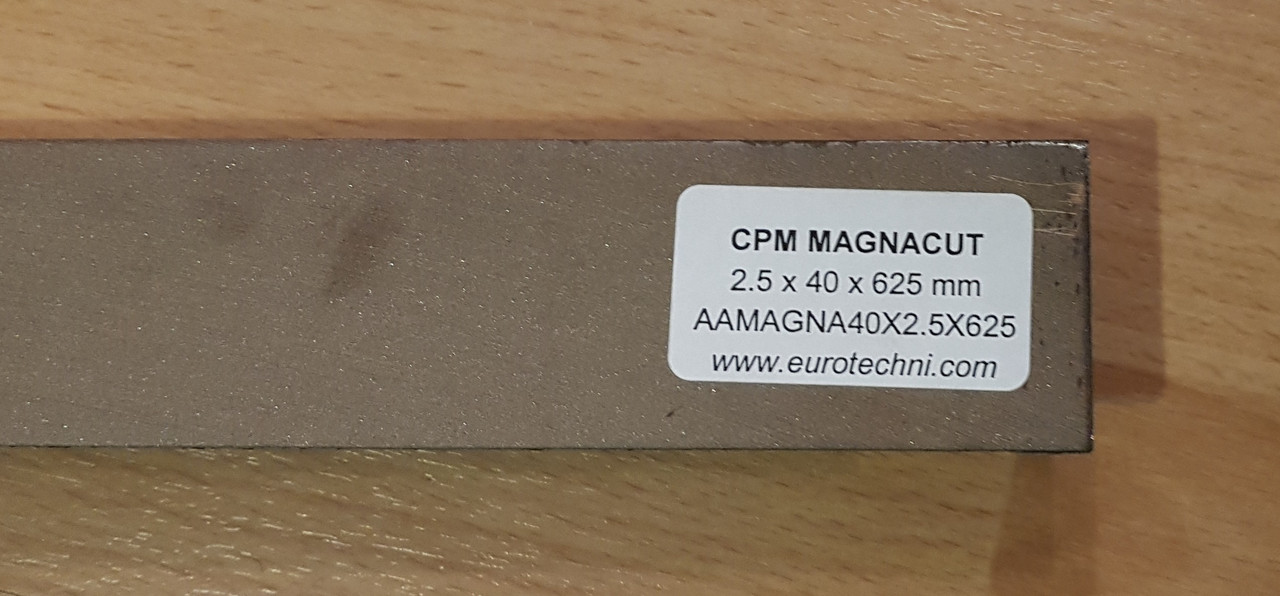 CPM MAGNACUT
2.5 x 40 x 625 mm
AAMAGNA40X2.5X625
www.eurotechni.com